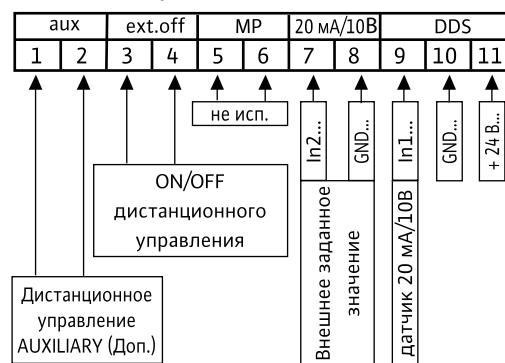 aux ext.off MP 20 мА/10В DDS
1 2 3 4 5 6 7 8 9 10 11
не исп.
In2...
GND...
In1...
GND...
+ 24 В...
ON/OFF
дистанционного
управления
Внешнее заданное
значение
датчик 20 мА/10В
Дистанционное
управление
AUXILIARY (Доп.)